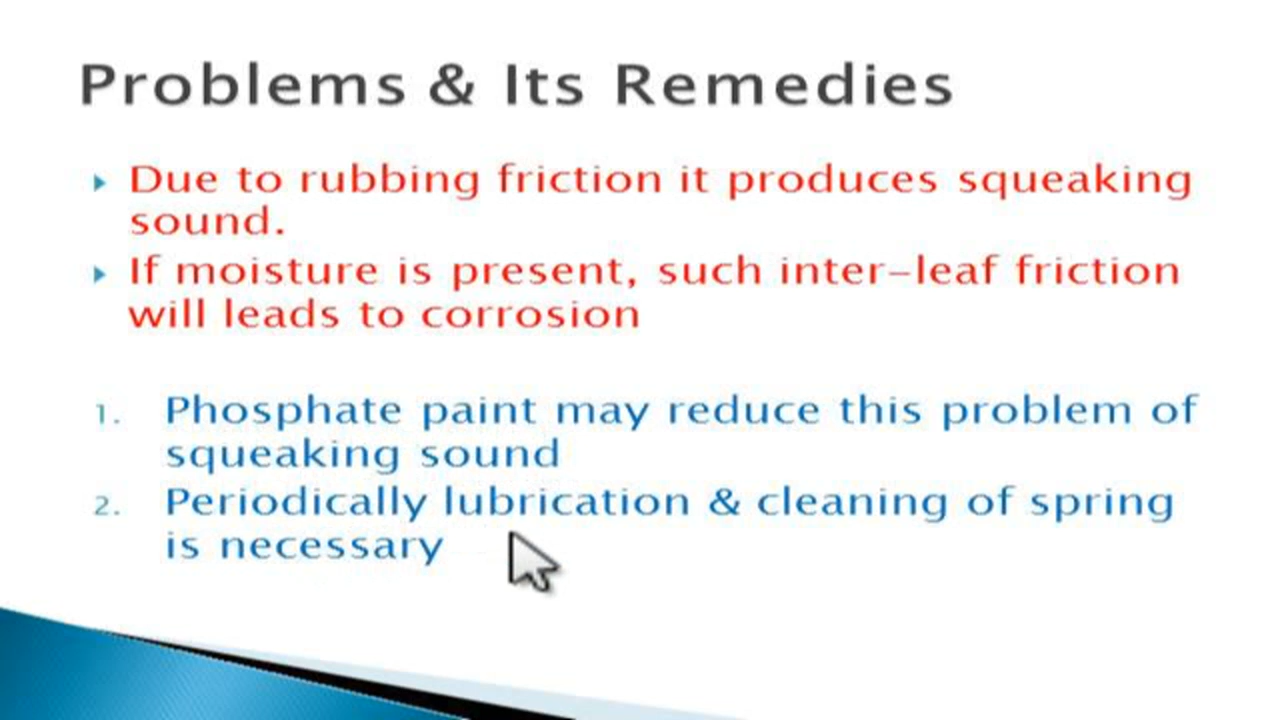 Problems & Its Remedies
Due to rubbing friction it produces squeaking
sound.
If moisture is present, such inter-leaf friction
will leads to corrosion
1. Phosphate paint may reduce this problem of
squeaking sound
2. Periodically lubrication & cleaning of spring
is necessary